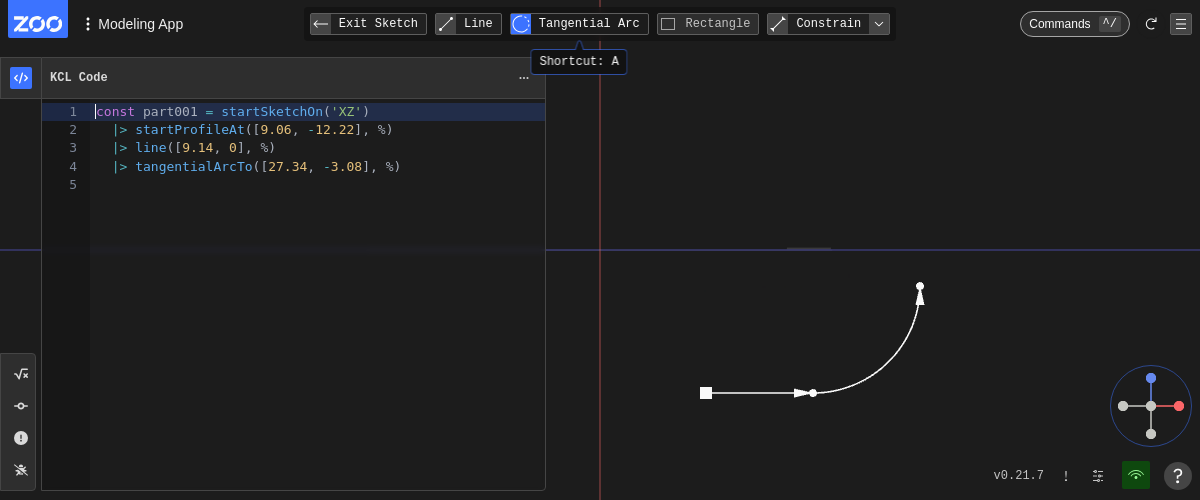 ZOO
Modeling App
Exit Sketch
Line
Tangential Arc
Rectangle
Constrain
Commands
^/
Shortcut: A
KCL Code
...
1 const part001 = startSketchOn('XZ')
2 |> startProfileAt([9.06, -12.22], %)
3 |> line([9.14, 0], %)
4 |> tangentialArcTo([27.34, -3.08], %)
5
v0.21.7
!
?